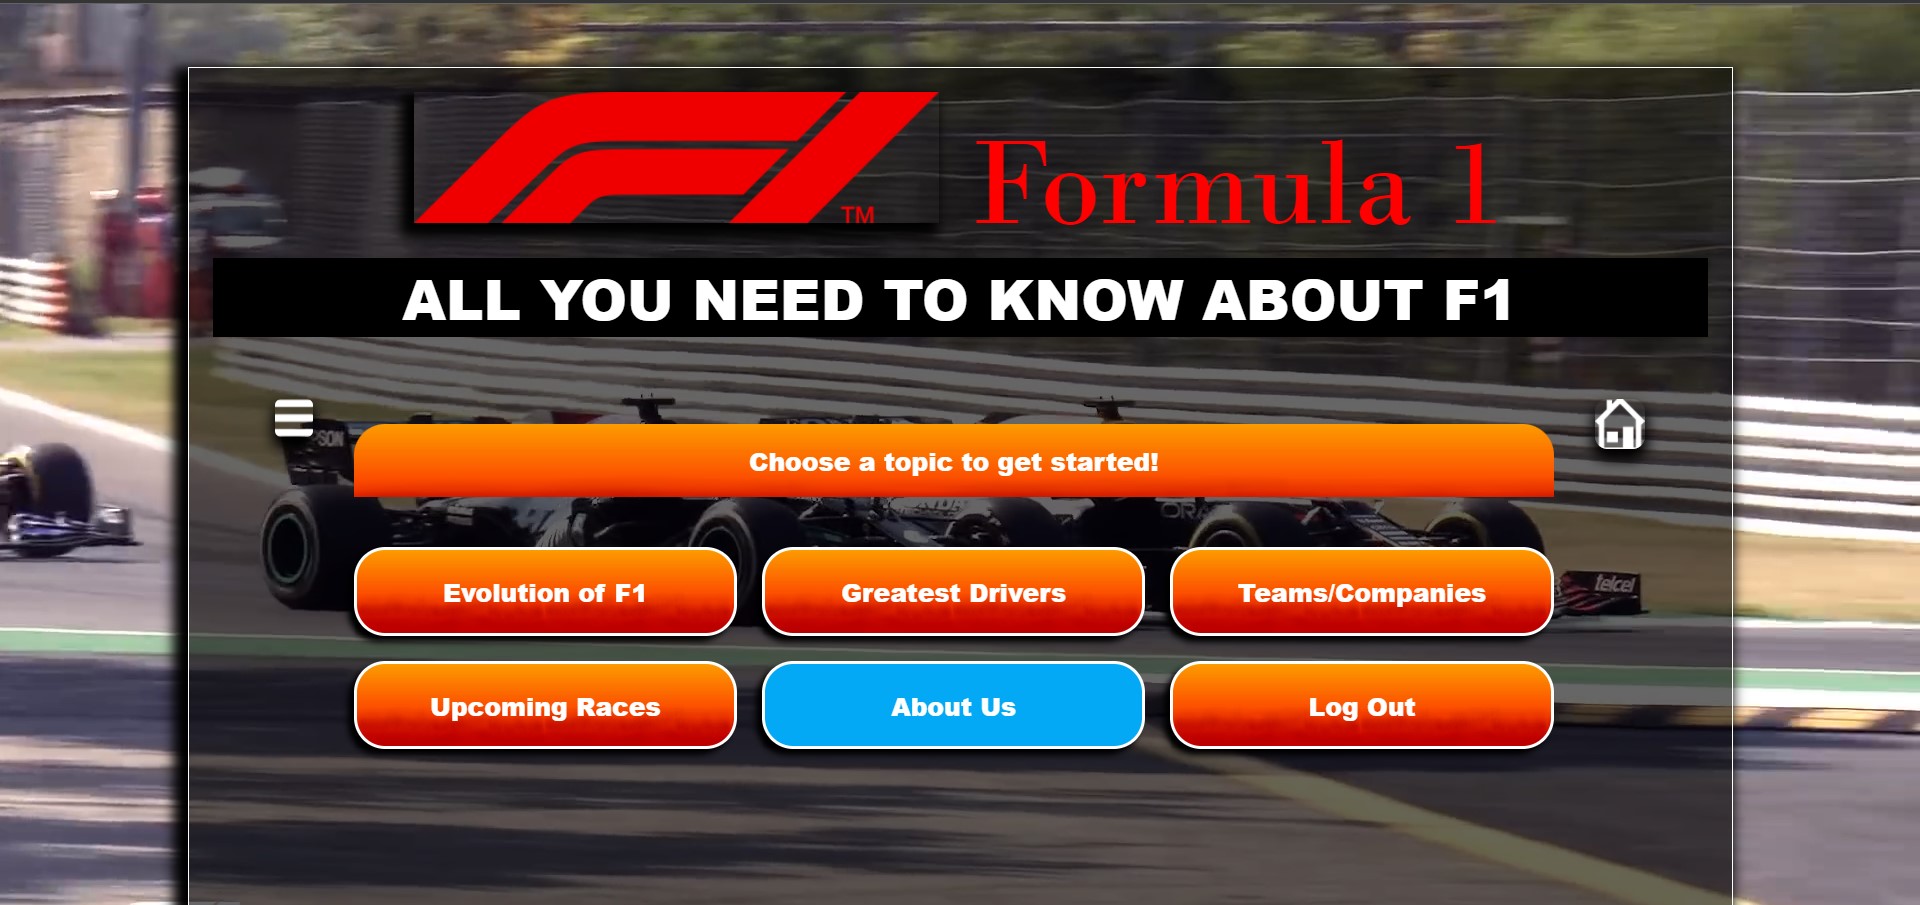 TM
Formula 1
ALL YOU NEED TO KNOW ABOUT F1
Choose a topic to get started!
Evolution of F1
Greatest Drivers
Teams/Companies
Upcoming Races
About Us
Log Out
telcel